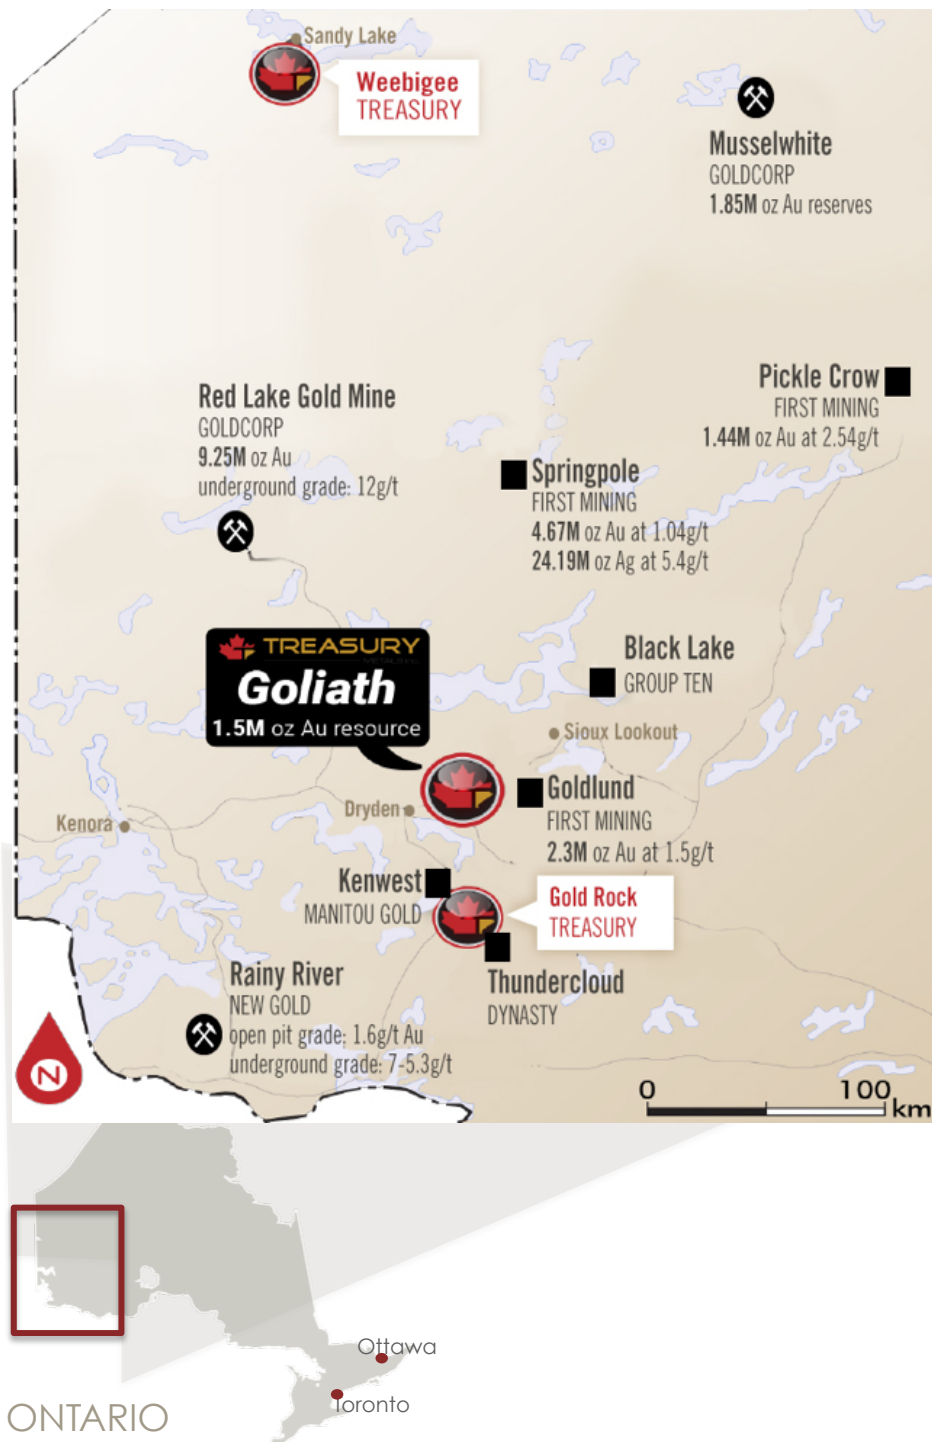 Sandy Lake
Weebigee
TREASURY
Musselwhite
GOLDCORP
1.85M oz Au reserves
Pickle Crow
FIRST MINING
1.44M oz Au at 2.54g/t
Red Lake Gold Mine
GOLDCORP
9.25M oz Au
underground grade: 12g/t
Springpole
FIRST MINING
4.67M oz Au at 1.04g/t
24.19M oz Ag at 5.4g/t
TREASURY
METALS INC.
Goliath
1.5M oz Au resource
Black Lake
GROUP TEN
Sioux Lookout
Goldlund
FIRST MINING
2.3M oz Au at 1.5g/t
Dryden
Kenora
Kenwest
MANITOU GOLD
Gold Rock
TREASURY
Thundercloud
DYNASTY
Rainy River
NEW GOLD
open pit grade: 1.6g/t Au
underground grade: 7-5.3g/t
N
0 100
km
Ottawa
Toronto
ONTARIO